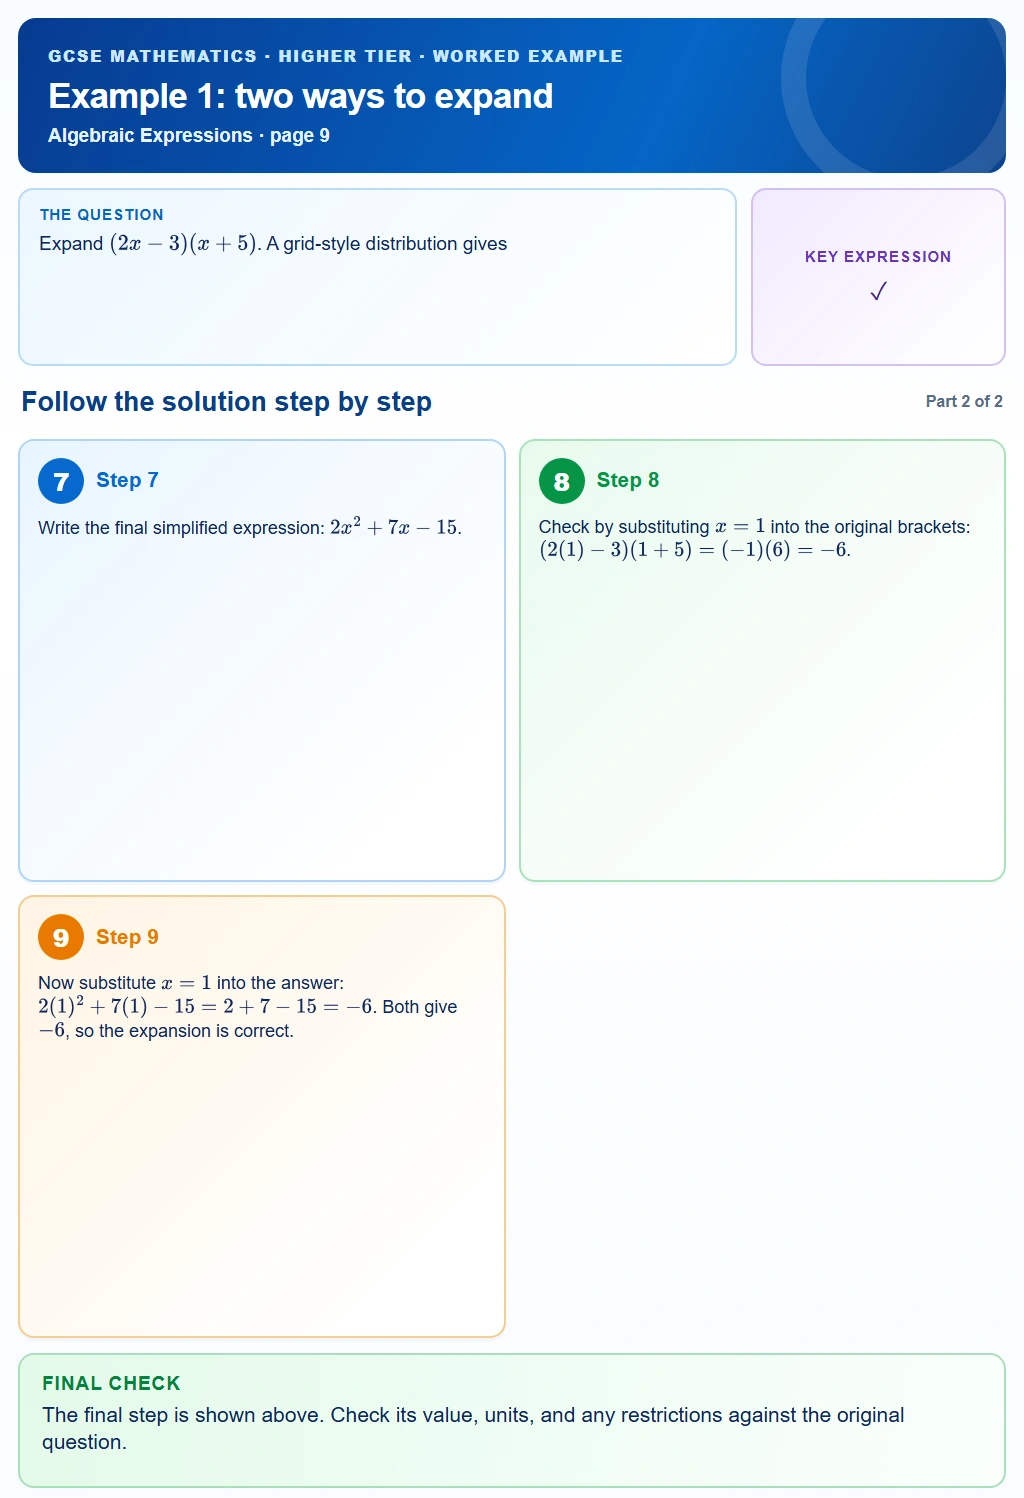 GCSE MATHEMATICS · HIGHER TIER · WORKED EXAMPLE
Example 1: two ways to expand
Algebraic Expressions · page 9
THE QUESTION
Expand (2x − 3)(x + 5). A grid-style distribution gives
KEY EXPRESSION
✓
Follow the solution step by step
Part 2 of 2
7 Step 7
Write the final simplified expression: 2x² + 7x − 15.
8 Step 8
Check by substituting x = 1 into the original brackets:
(2(1) − 3)(1 + 5) = (−1)(6) = −6.
9 Step 9
Now substitute x = 1 into the answer:
2(1)² + 7(1) − 15 = 2 + 7 − 15 = −6. Both give
−6, so the expansion is correct.
FINAL CHECK
The final step is shown above. Check its value, units, and any restrictions against the original
question.